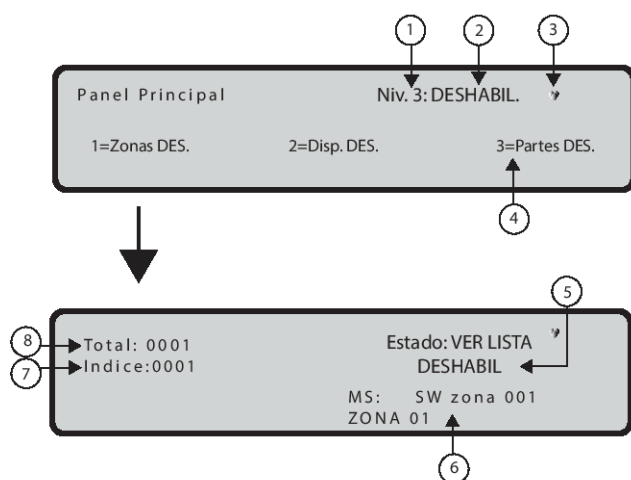 1 2 3
Panel Principal Niv. 3: DESHABIL.
1=Zonas DES. 2=Disp. DES. 3=Partes DES.
4
5
8 Total: 0001 Estado: VER LISTA
7 Indice:0001 DESHABIL
MS: SW zona 001
ZONA 01
6